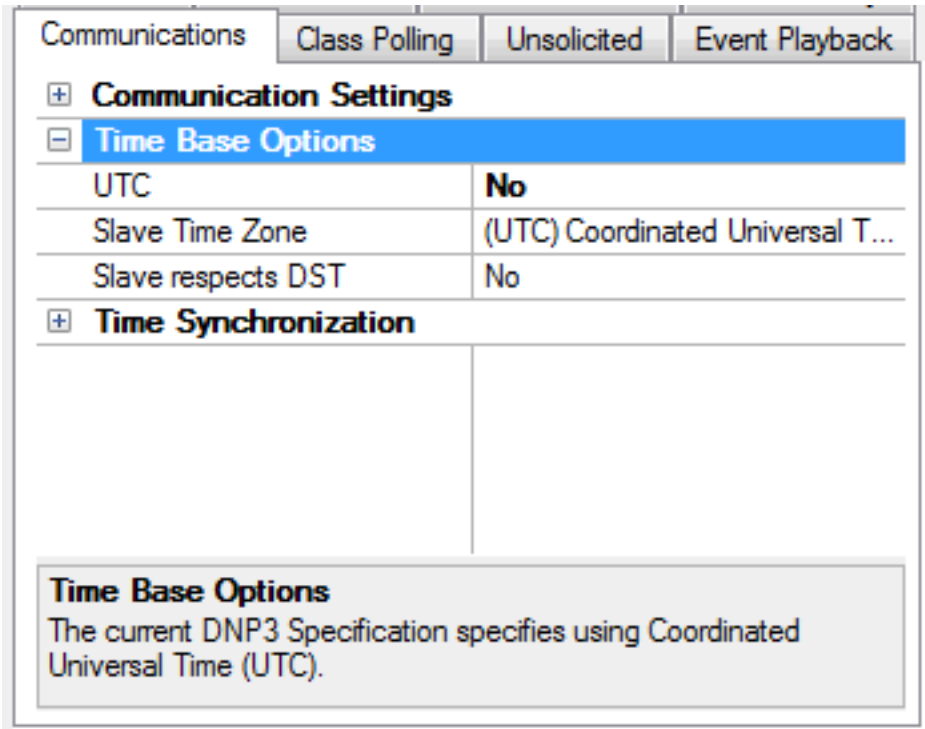 Communications Class Polling Unsolicited Event Playback
Communication Settings
Time Base Options
UTC No
Slave Time Zone (UTC) Coordinated Universal T...
Slave respects DST No
Time Synchronization
Time Base Options
The current DNP3 Specification specifies using Coordinated
Universal Time (UTC).